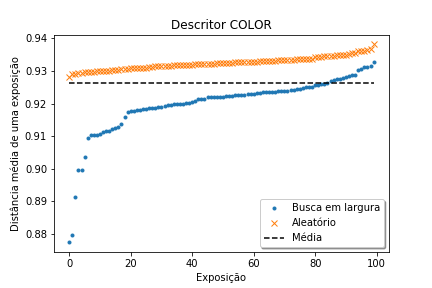 Descritor COLOR
Distância média de uma exposição
0.94
0.93
0.92
0.91
0.90
0.89
0.88
0
20
40
60
80
100
Exposição
Busca em largura
Aleatório
Média